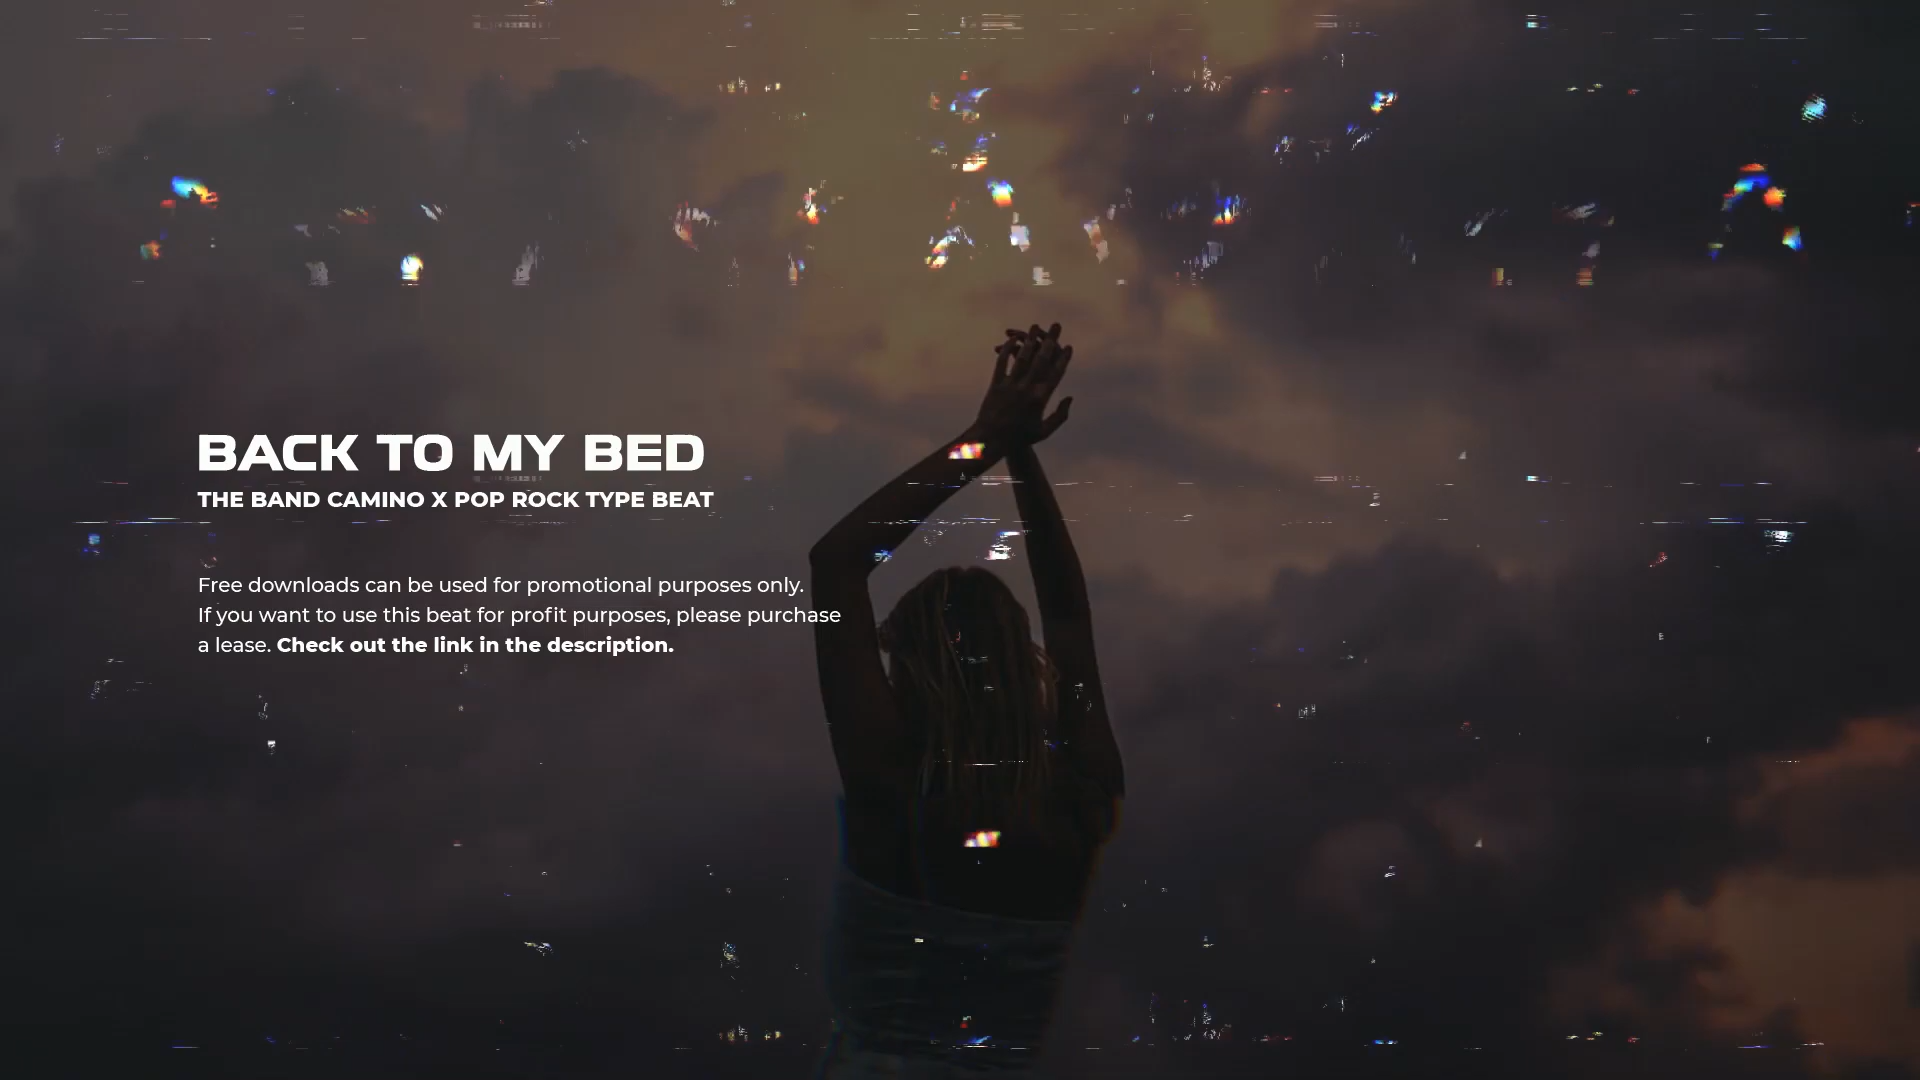 BACK TO MY BED
THE BAND CAMINO X POP ROCK TYPE BEAT
Free downloads can be used for promotional purposes only.
If you want to use this beat for profit purposes, please purchase
a lease. Check out the link in the description.